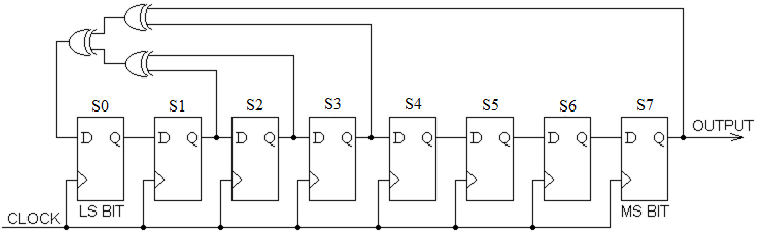 S0 S1 S2 S3 S4 S5 S6 S7
OUTPUT
D Q D Q D Q D Q D Q D Q D Q D Q
LS BIT MS BIT
CLOCK